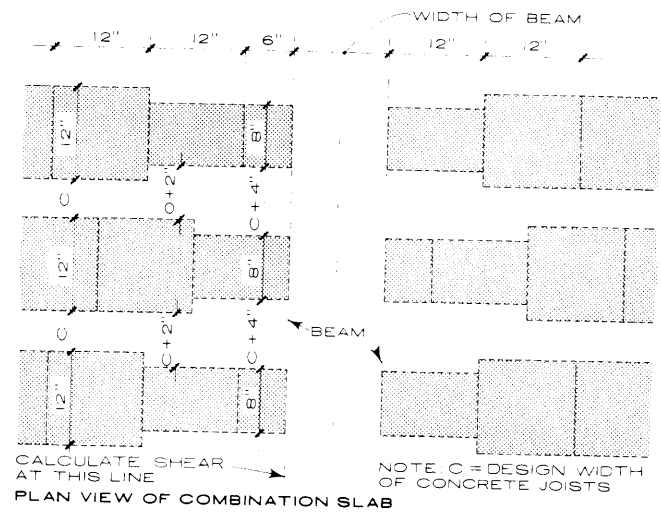 WIDTH OF BEAM
12" 12" 6" 12" 12"
12" 8"
C O+2" C+4"
12" 8"
BEAM
C C+2" C+4"
12" 8"
CALCULATE SHEAR
AT THIS LINE
NOTE: C = DESIGN WIDTH
OF CONCRETE JOISTS
PLAN VIEW OF COMBINATION SLAB